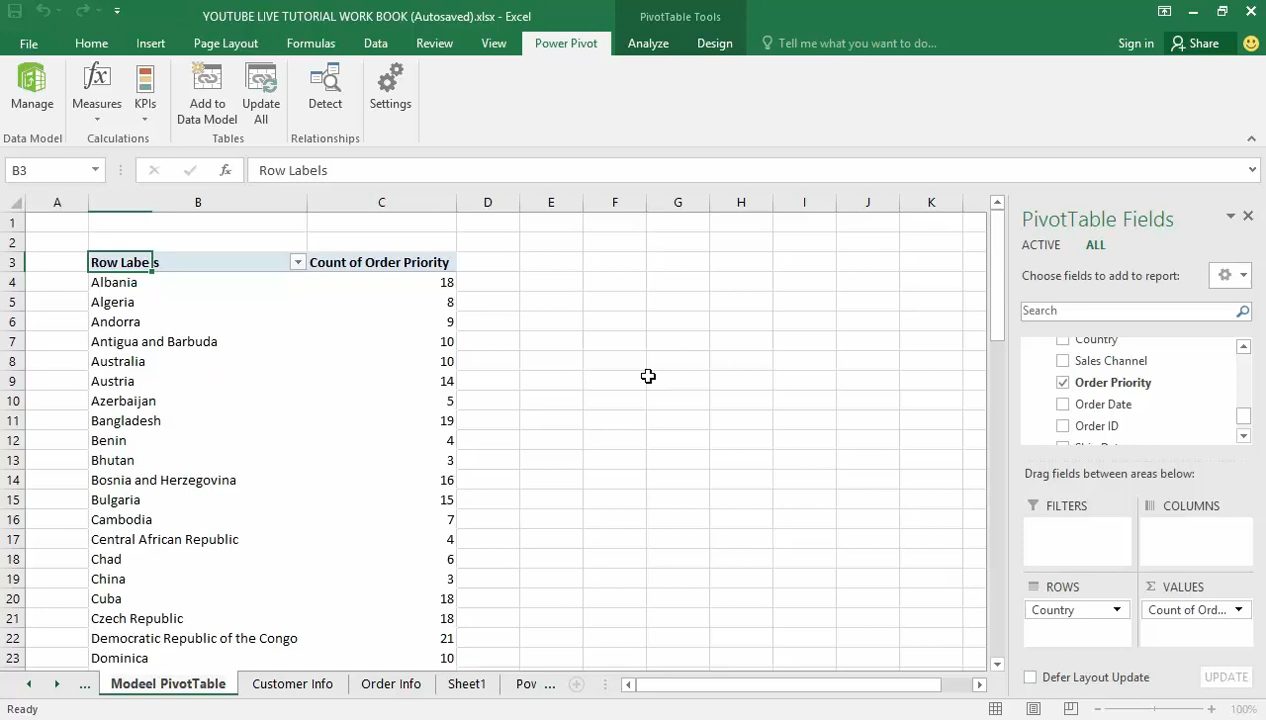 YOUTUBE LIVE TUTORIAL WORK BOOK (Autosaved).xlsx - Excel
PivotTable Tools
File Home Insert Page Layout Formulas Data Review View Power Pivot Analyze Design Tell me what you want to do... Sign in Share
Manage Measures KPIs Add to Data Model Update All Detect Settings
Data Model Calculations Tables Relationships
B3 fx Row Labels
A B C D E F G H I J K
1
2
3 Row Labels Count of Order Priority
4 Albania 18
5 Algeria 8
6 Andorra 9
7 Antigua and Barbuda 10
8 Australia 10
9 Austria 14
10 Azerbaijan 5
11 Bangladesh 19
12 Benin 4
13 Bhutan 3
14 Bosnia and Herzegovina 16
15 Bulgaria 15
16 Cambodia 7
17 Central African Republic 4
18 Chad 6
19 China 3
20 Cuba 18
21 Czech Republic 18
22 Democratic Republic of the Congo 21
23 Dominica 10
PivotTable Fields
ACTIVE ALL
Choose fields to add to report:
Search
Country
Sales Channel
Order Priority
Order Date
Order ID
Drag fields between areas below:
FILTERS COLUMNS
ROWS Σ VALUES
Country Count of Ord...
Defer Layout Update UPDATE
... Modeel PivotTable Customer Info Order Info Sheet1 Pov ...
Ready 100%